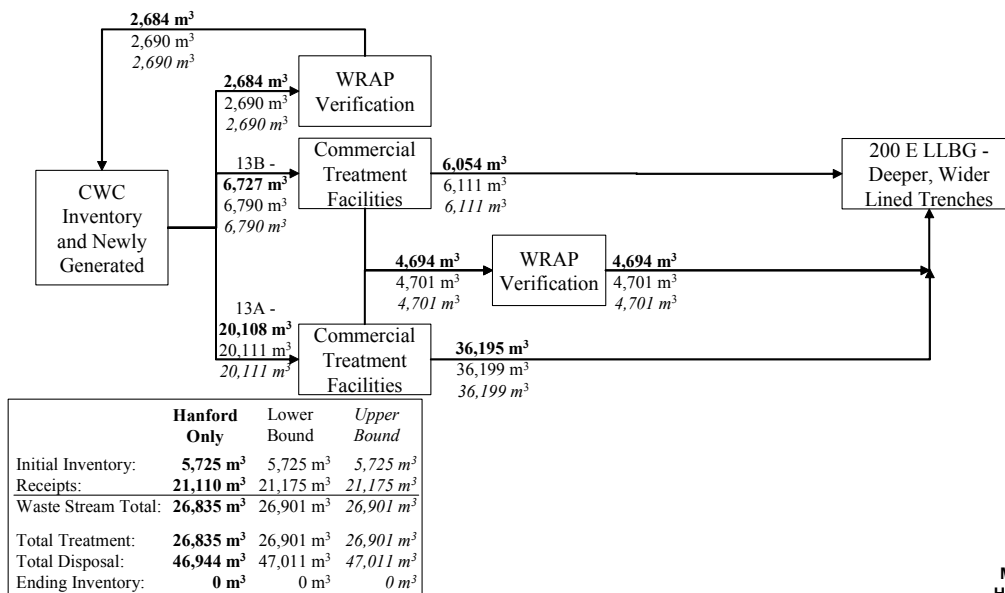 2,684 m³
2,690 m³
2,690 m³
2,684 m³
2,690 m³
2,690 m³
WRAP
Verification
13B -
6,727 m³
6,790 m³
6,790 m³
Commercial
Treatment
Facilities
6,054 m³
6,111 m³
6,111 m³
200 E LLBG -
Deeper, Wider
Lined Trenches
CWC
Inventory
and Newly
Generated
4,694 m³
4,701 m³
4,701 m³
WRAP
Verification
4,694 m³
4,701 m³
4,701 m³
13A -
20,108 m³
20,111 m³
20,111 m³
Commercial
Treatment
Facilities
36,195 m³
36,199 m³
36,199 m³
Hanford Only Lower Bound Upper Bound
Initial Inventory: 5,725 m³ 5,725 m³ 5,725 m³
Receipts: 21,110 m³ 21,175 m³ 21,175 m³
Waste Stream Total: 26,835 m³ 26,901 m³ 26,901 m³
Total Treatment: 26,835 m³ 26,901 m³ 26,901 m³
Total Disposal: 46,944 m³ 47,011 m³ 47,011 m³
Ending Inventory: 0 m³ 0 m³ 0 m³